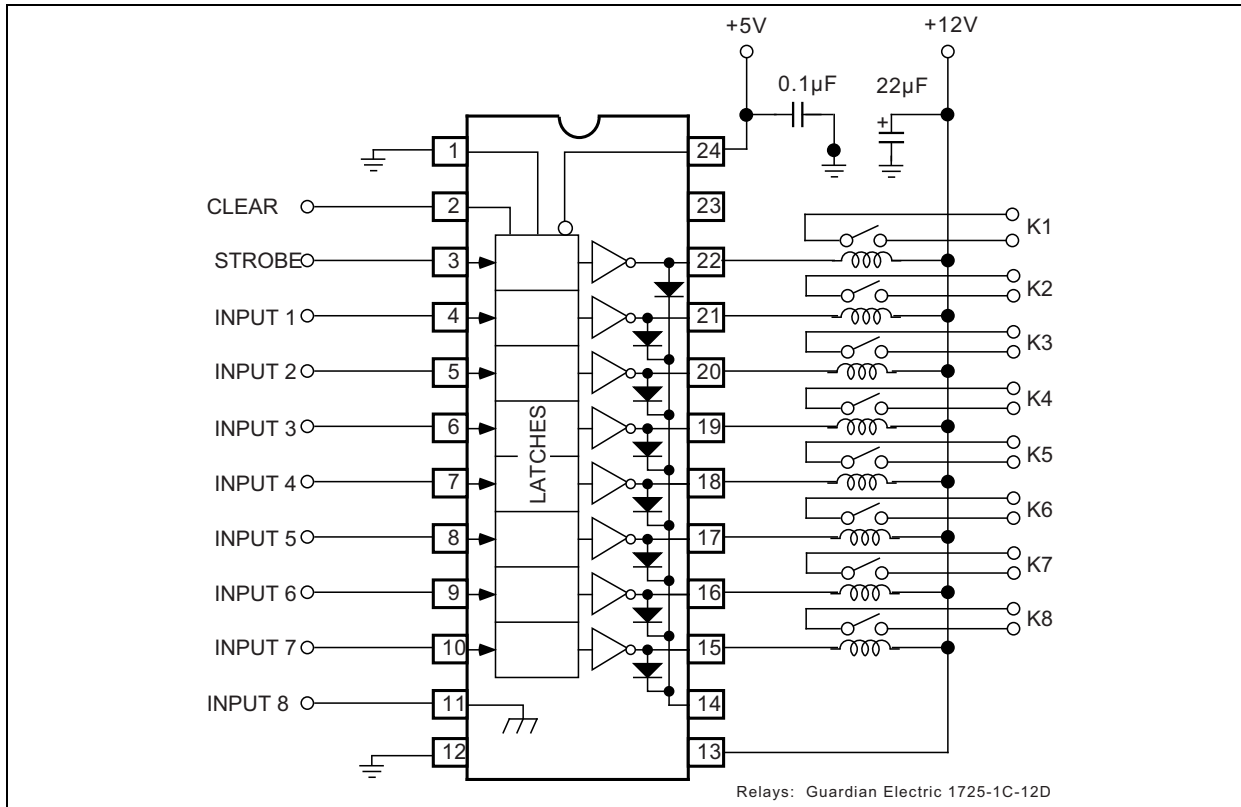 +5V
+12V
0.1µF
22µF
+
1
24
CLEAR
2
23
K1
STROBE
3
22
K2
INPUT 1
4
21
K3
INPUT 2
5
20
K4
INPUT 3
6
LATCHES
19
K5
INPUT 4
7
18
K6
INPUT 5
8
17
K7
INPUT 6
9
16
K8
INPUT 7
10
15
INPUT 8
11
14
12
13
Relays: Guardian Electric 1725-1C-12D